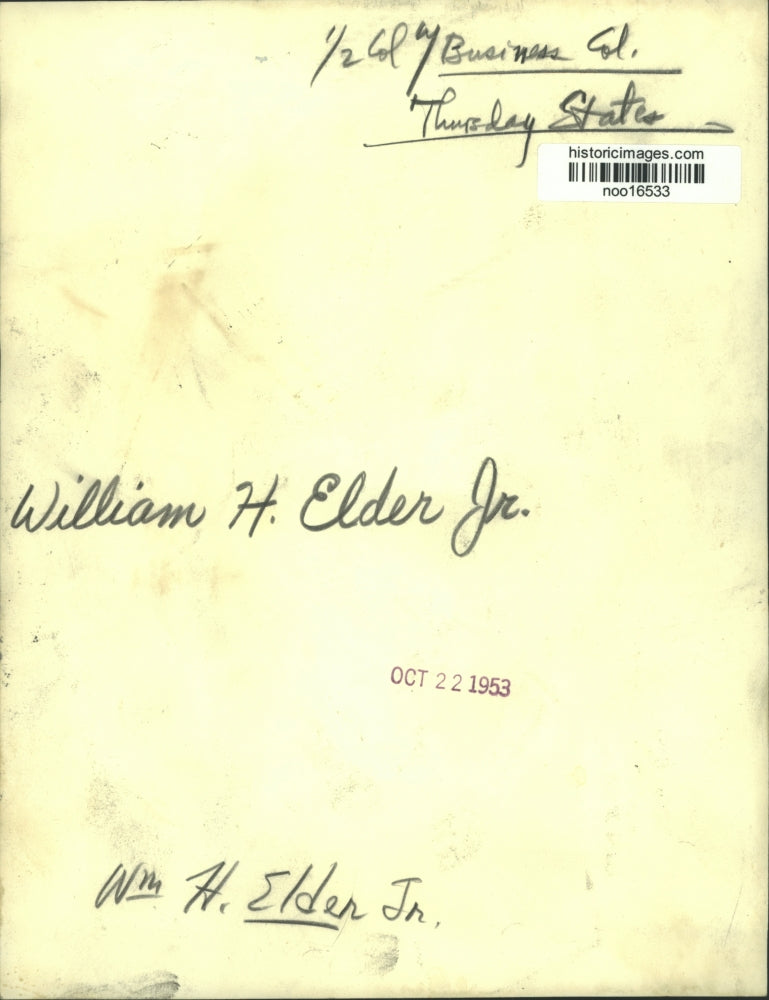 1/2 Col w/ Business Col.
Thursday States
historicimages.com
noo16533
William H. Elder Jr.
OCT 22 1953
Wm H. Elder Jr.